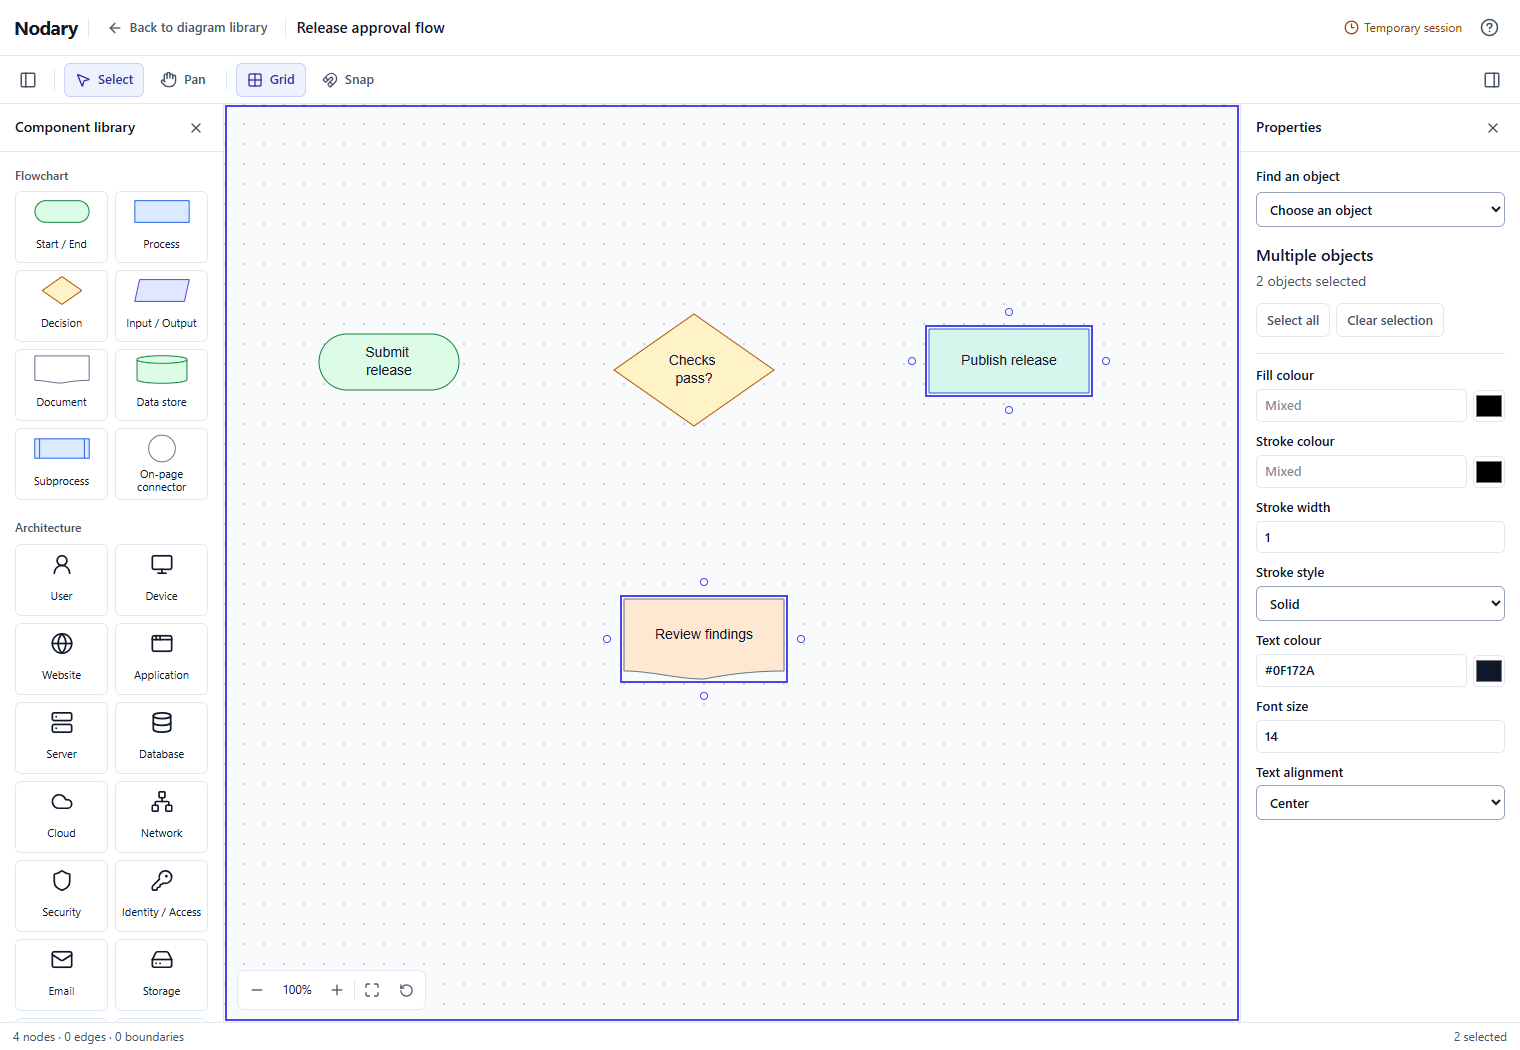 Nodary
Back to diagram library
Release approval flow
Temporary session
Select
Pan
Grid
Snap
Component library
Flowchart
Start / End
Process
Decision
Input / Output
Document
Data store
Subprocess
On-page
connector
Architecture
User
Device
Website
Application
Server
Database
Cloud
Network
Security
Identity / Access
Email
Storage
Submit
release
Checks
pass?
Publish release
Review findings
100%
Properties
Find an object
Choose an object
Multiple objects
2 objects selected
Select all
Clear selection
Fill colour
Mixed
Stroke colour
Mixed
Stroke width
1
Stroke style
Solid
Text colour
#0F172A
Font size
14
Text alignment
Center
4 nodes · 0 edges · 0 boundaries
2 selected